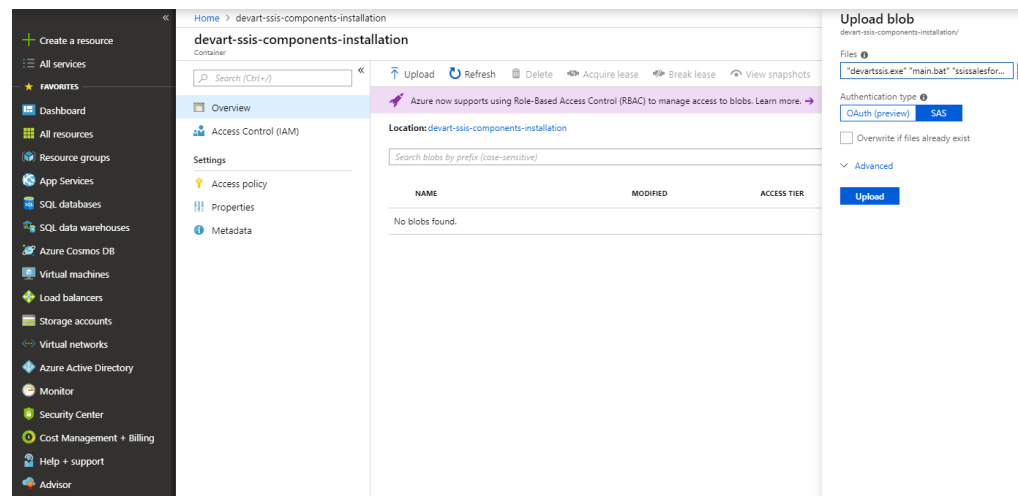 «
Create a resource
All services
FAVORITES
Dashboard
All resources
Resource groups
App Services
SQL databases
SQL data warehouses
Azure Cosmos DB
Virtual machines
Load balancers
Storage accounts
Virtual networks
Azure Active Directory
Monitor
Security Center
Cost Management + Billing
Help + support
Advisor
Home > devart-ssis-components-installation
devart-ssis-components-installation
Container
Search (Ctrl+/)
«
Overview
Access Control (IAM)
Settings
Access policy
Properties
Metadata
Upload Refresh Delete Acquire lease Break lease View snapshots
Azure now supports using Role-Based Access Control (RBAC) to manage access to blobs. Learn more. →
Location: devart-ssis-components-installation
Search blobs by prefix (case-sensitive)
NAME MODIFIED ACCESS TIER
No blobs found.
Upload blob
devart-ssis-components-installation/
Files
"devartssis.exe" "main.bat" "ssissalesfor...
Authentication type
OAuth (preview) SAS
Overwrite if files already exist
Advanced
Upload